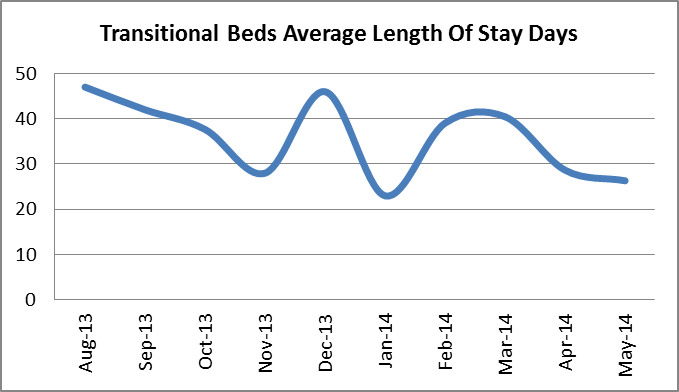 Transitional Beds Average Length Of Stay Days
50
40
30
20
10
0
Aug-13
Sep-13
Oct-13
Nov-13
Dec-13
Jan-14
Feb-14
Mar-14
Apr-14
May-14